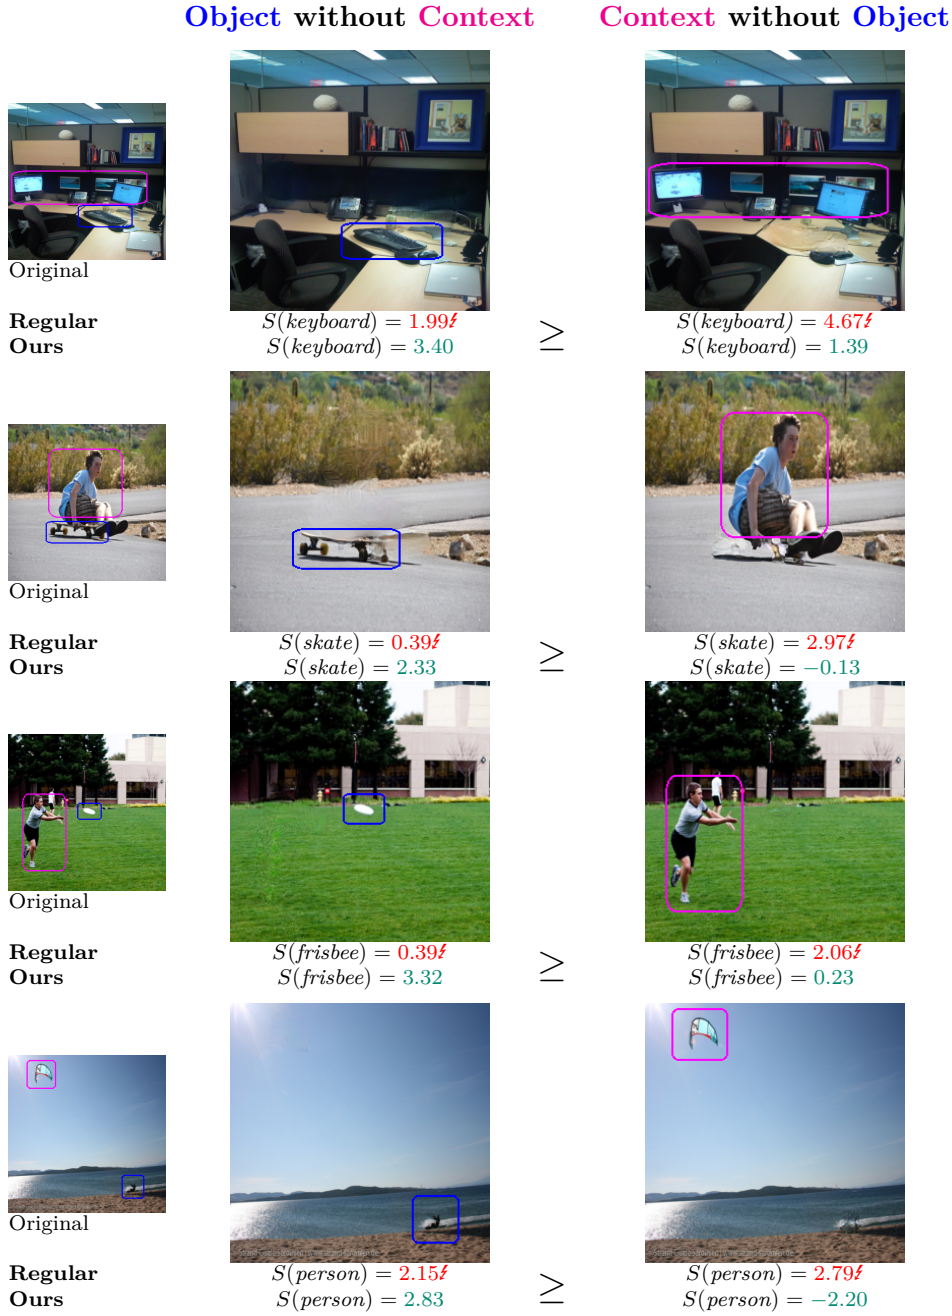 Object without Context Context without Object
Original
Regular S(keyboard) = 1.99 ≥ S(keyboard) = 4.67
Ours S(keyboard) = 3.40 S(keyboard) = 1.39
Original
Regular S(skate) = 0.39 ≥ S(skate) = 2.97
Ours S(skate) = 2.33 S(skate) = −0.13
Original
Regular S(frisbee) = 0.39 ≥ S(frisbee) = 2.06
Ours S(frisbee) = 3.32 S(frisbee) = 0.23
Original
Regular S(person) = 2.15 ≥ S(person) = 2.79
Ours S(person) = 2.83 S(person) = −2.20